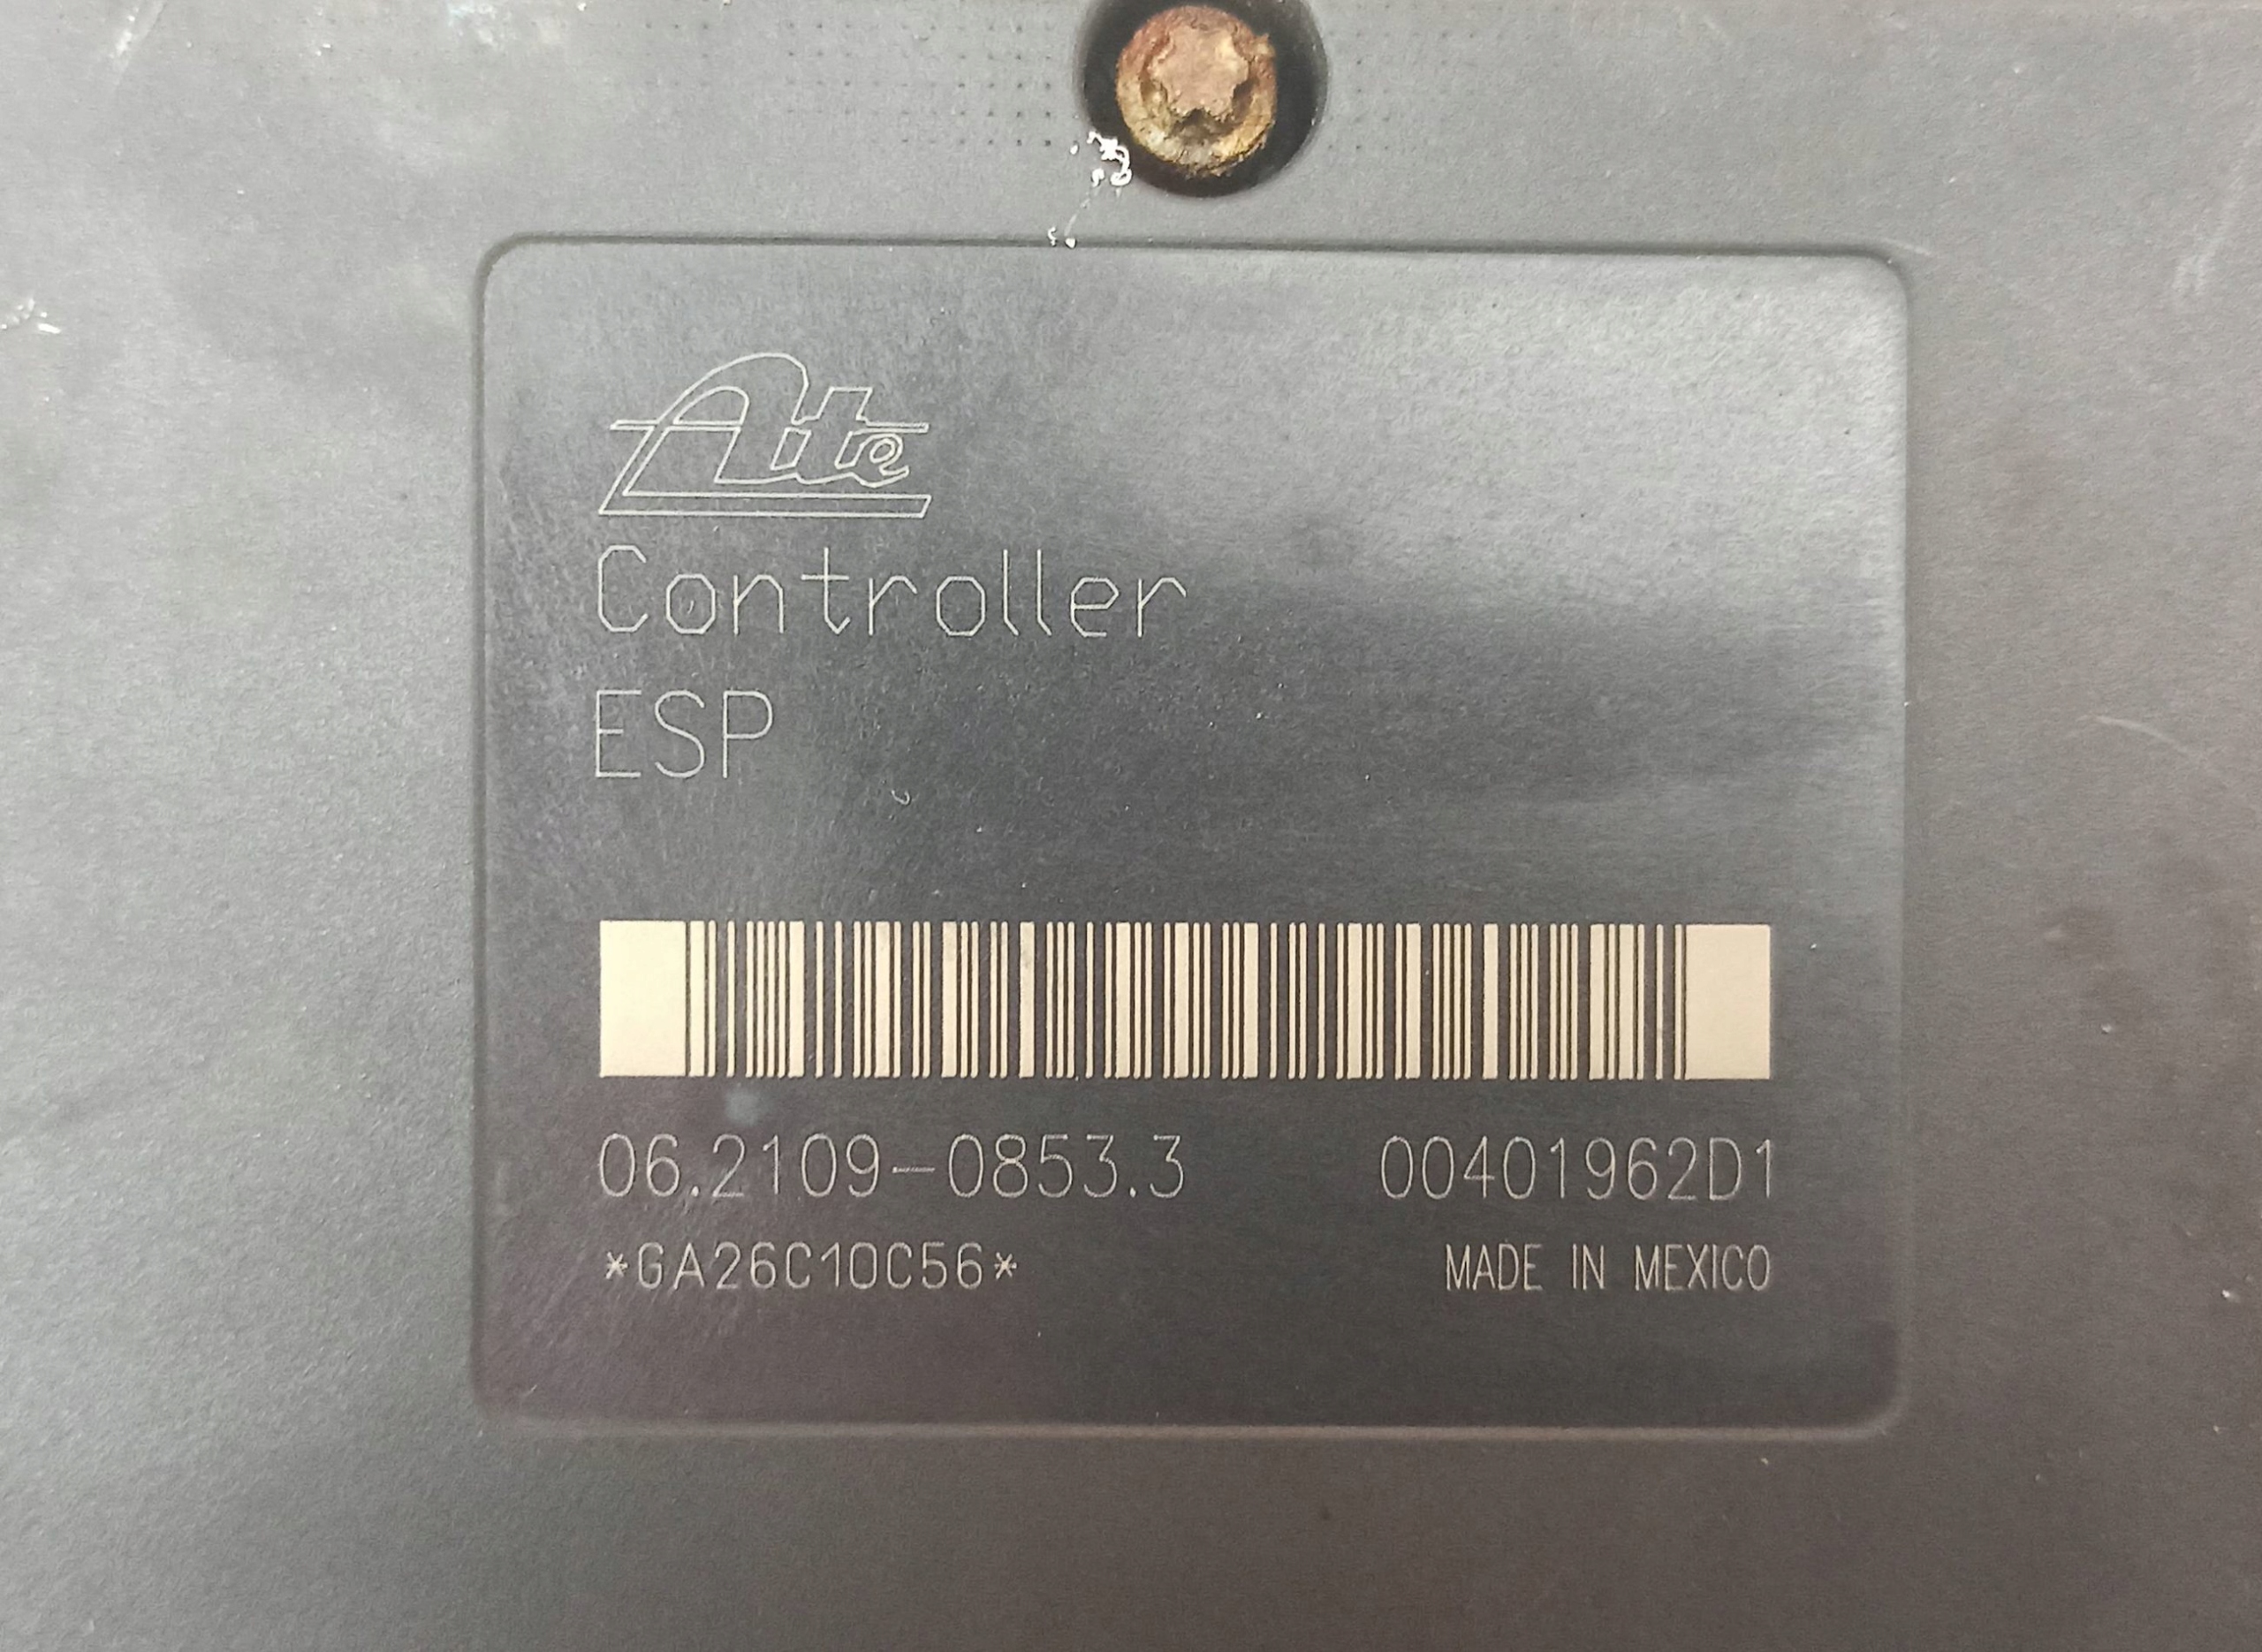 Ate
Controller
ESP
06.2109-0853.3 00401962D1
*GA26C10C56* MADE IN MEXICO